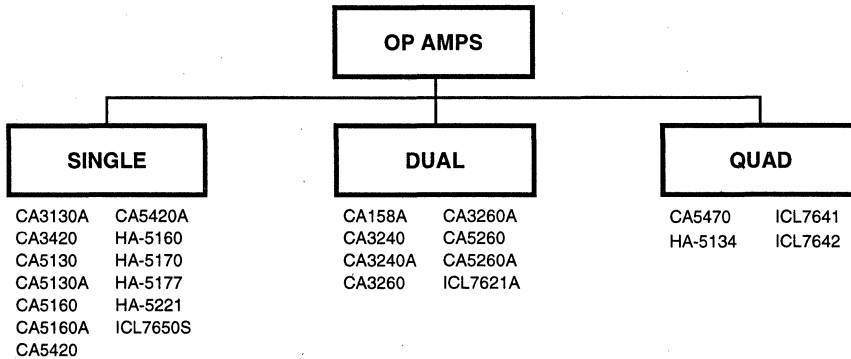 OP AMPS
SINGLE
CA3130A CA5420A
CA3420 HA-5160
CA5130 HA-5170
CA5130A HA-5177
CA5160 HA-5221
CA5160A ICL7650S
CA5420
DUAL
CA158A CA3260A
CA3240 CA5260
CA3240A CA5260A
CA3260 ICL7621A
QUAD
CA5470 ICL7641
HA-5134 ICL7642